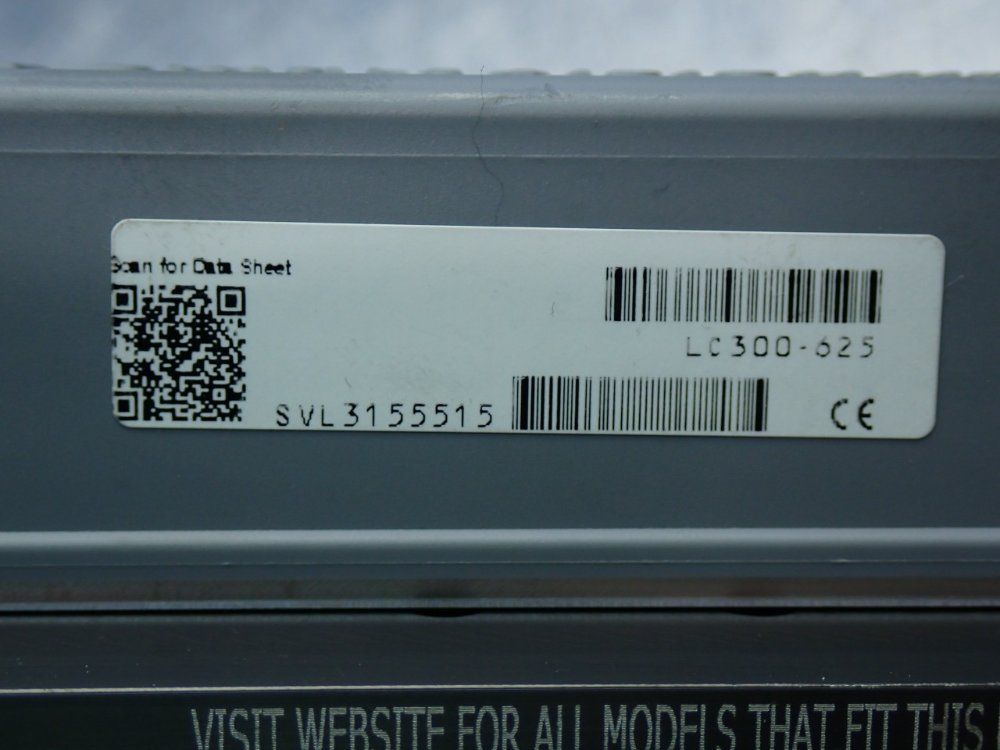 Scan for Data Sheet
LC300-625
SVL3155515
CE
VISIT WEBSITE FOR ALL MODELS THAT FIT THIS